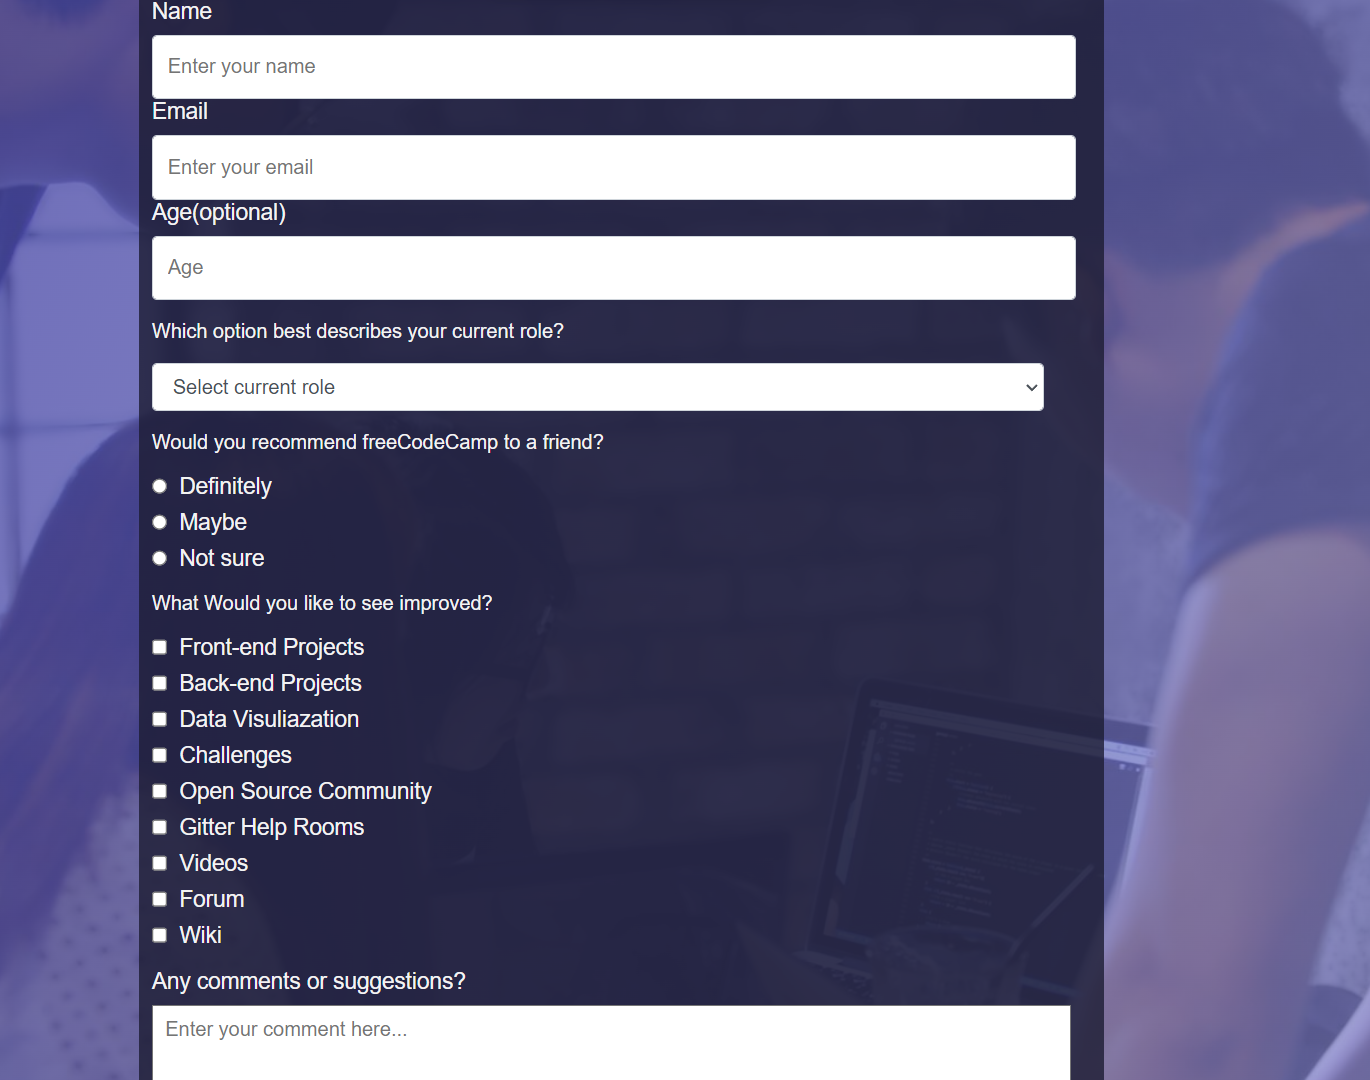 Name
Enter your name
Email
Enter your email
Age(optional)
Age
Which option best describes your current role?
Select current role
Would you recommend freeCodeCamp to a friend?
Definitely
Maybe
Not sure
What Would you like to see improved?
Front-end Projects
Back-end Projects
Data Visuliazation
Challenges
Open Source Community
Gitter Help Rooms
Videos
Forum
Wiki
Any comments or suggestions?
Enter your comment here...